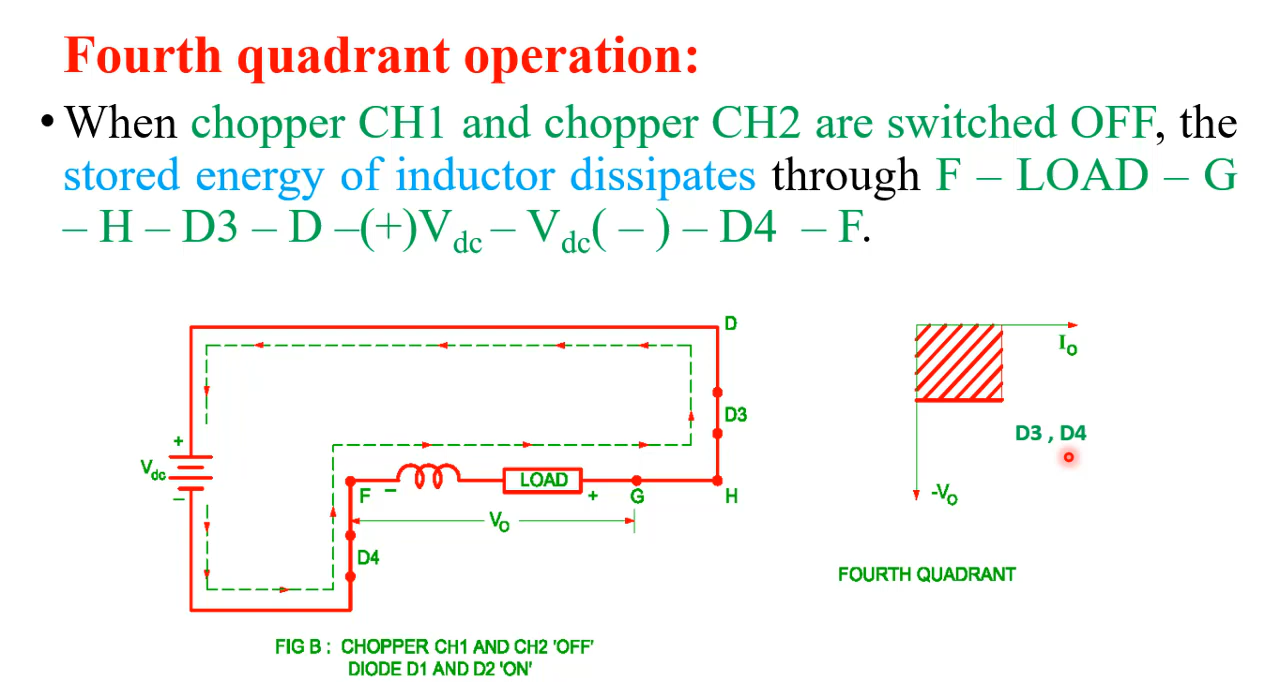 Fourth quadrant operation:
• When chopper CH1 and chopper CH2 are switched OFF, the
stored energy of inductor dissipates through F – LOAD – G
– H – D3 – D –(+)Vdc – Vdc( – ) – D4 – F.
D
D3
+
Vdc
–
F
–
LOAD
+
G
H
Vo
D4
FIG B : CHOPPER CH1 AND CH2 'OFF'
DIODE D1 AND D2 'ON'
Io
D3 , D4
-Vo
FOURTH QUADRANT